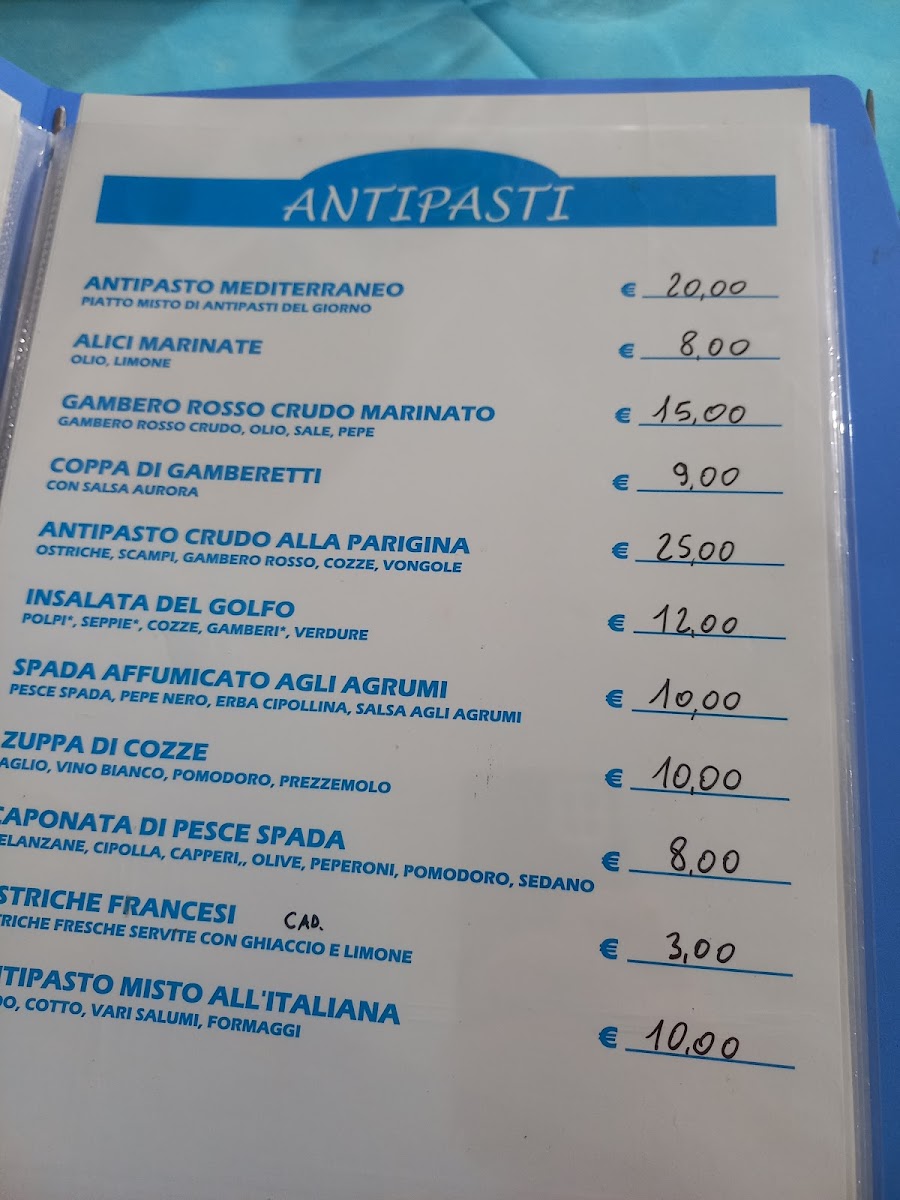 ANTIPASTI
ANTIPASTO MEDITERRANEO € 20,00
PIATTO MISTO DI ANTIPASTI DEL GIORNO
ALICI MARINATE € 8,00
OLIO, LIMONE
GAMBERO ROSSO CRUDO MARINATO € 15,00
GAMBERO ROSSO CRUDO, OLIO, SALE, PEPE
COPPA DI GAMBERETTI € 9,00
CON SALSA AURORA
ANTIPASTO CRUDO ALLA PARIGINA € 25,00
OSTRICHE, SCAMPI, GAMBERO ROSSO, COZZE, VONGOLE
INSALATA DEL GOLFO € 12,00
POLPI*, SEPPIE*, COZZE, GAMBERI*, VERDURE
SPADA AFFUMICATO AGLI AGRUMI € 10,00
PESCE SPADA, PEPE NERO, ERBA CIPOLLINA, SALSA AGLI AGRUMI
ZUPPA DI COZZE € 10,00
AGLIO, VINO BIANCO, POMODORO, PREZZEMOLO
CAPONATA DI PESCE SPADA € 8,00
ELANZANE, CIPOLLA, CAPPERI,, OLIVE, PEPERONI, POMODORO, SEDANO
STRICHE FRANCESI CAD. € 3,00
TRICHE FRESCHE SERVITE CON GHIACCIO E LIMONE
TIPASTO MISTO ALL'ITALIANA € 10,00
DO, COTTO, VARI SALUMI, FORMAGGI